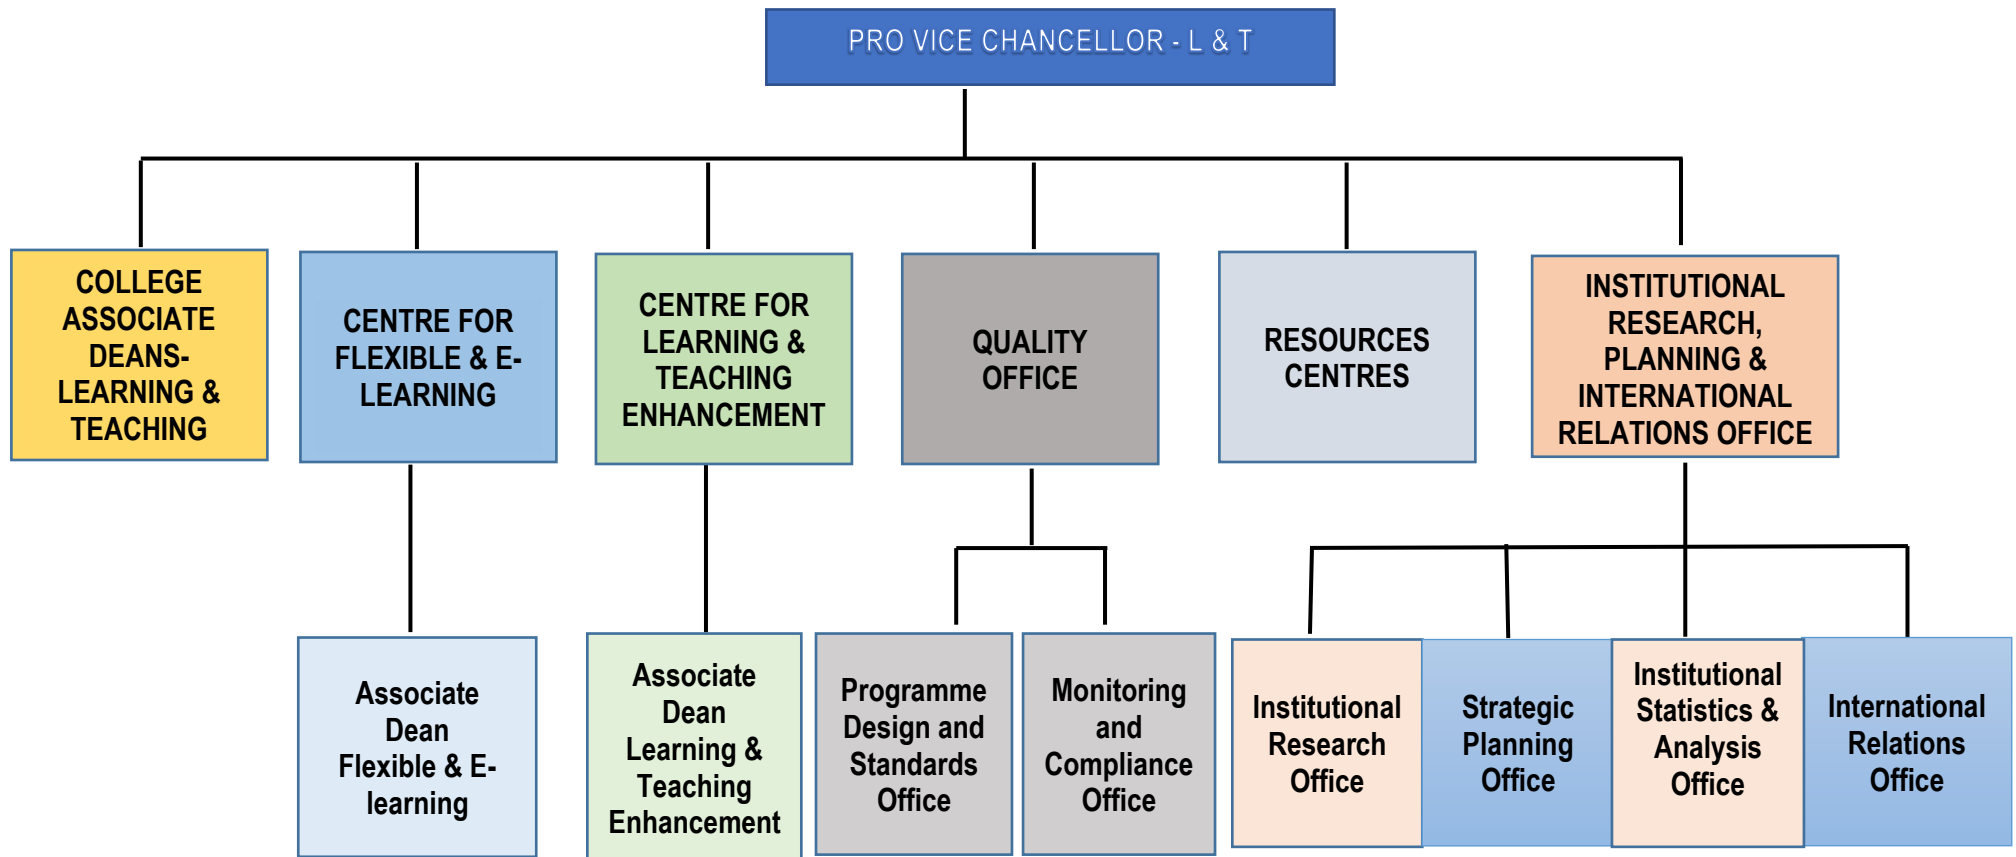 PRO VICE CHANCELLOR - L & T
COLLEGE
ASSOCIATE
DEANS-
LEARNING &
TEACHING
CENTRE FOR
FLEXIBLE & E-
LEARNING
CENTRE FOR
LEARNING &
TEACHING
ENHANCEMENT
QUALITY
OFFICE
RESOURCES
CENTRES
INSTITUTIONAL
RESEARCH,
PLANNING &
INTERNATIONAL
RELATIONS OFFICE
Associate
Dean
Flexible & E-
learning
Associate
Dean
Learning &
Teaching
Enhancement
Programme
Design and
Standards
Office
Monitoring
and
Compliance
Office
Institutional
Research
Office
Strategic
Planning
Office
Institutional
Statistics &
Analysis
Office
International
Relations
Office